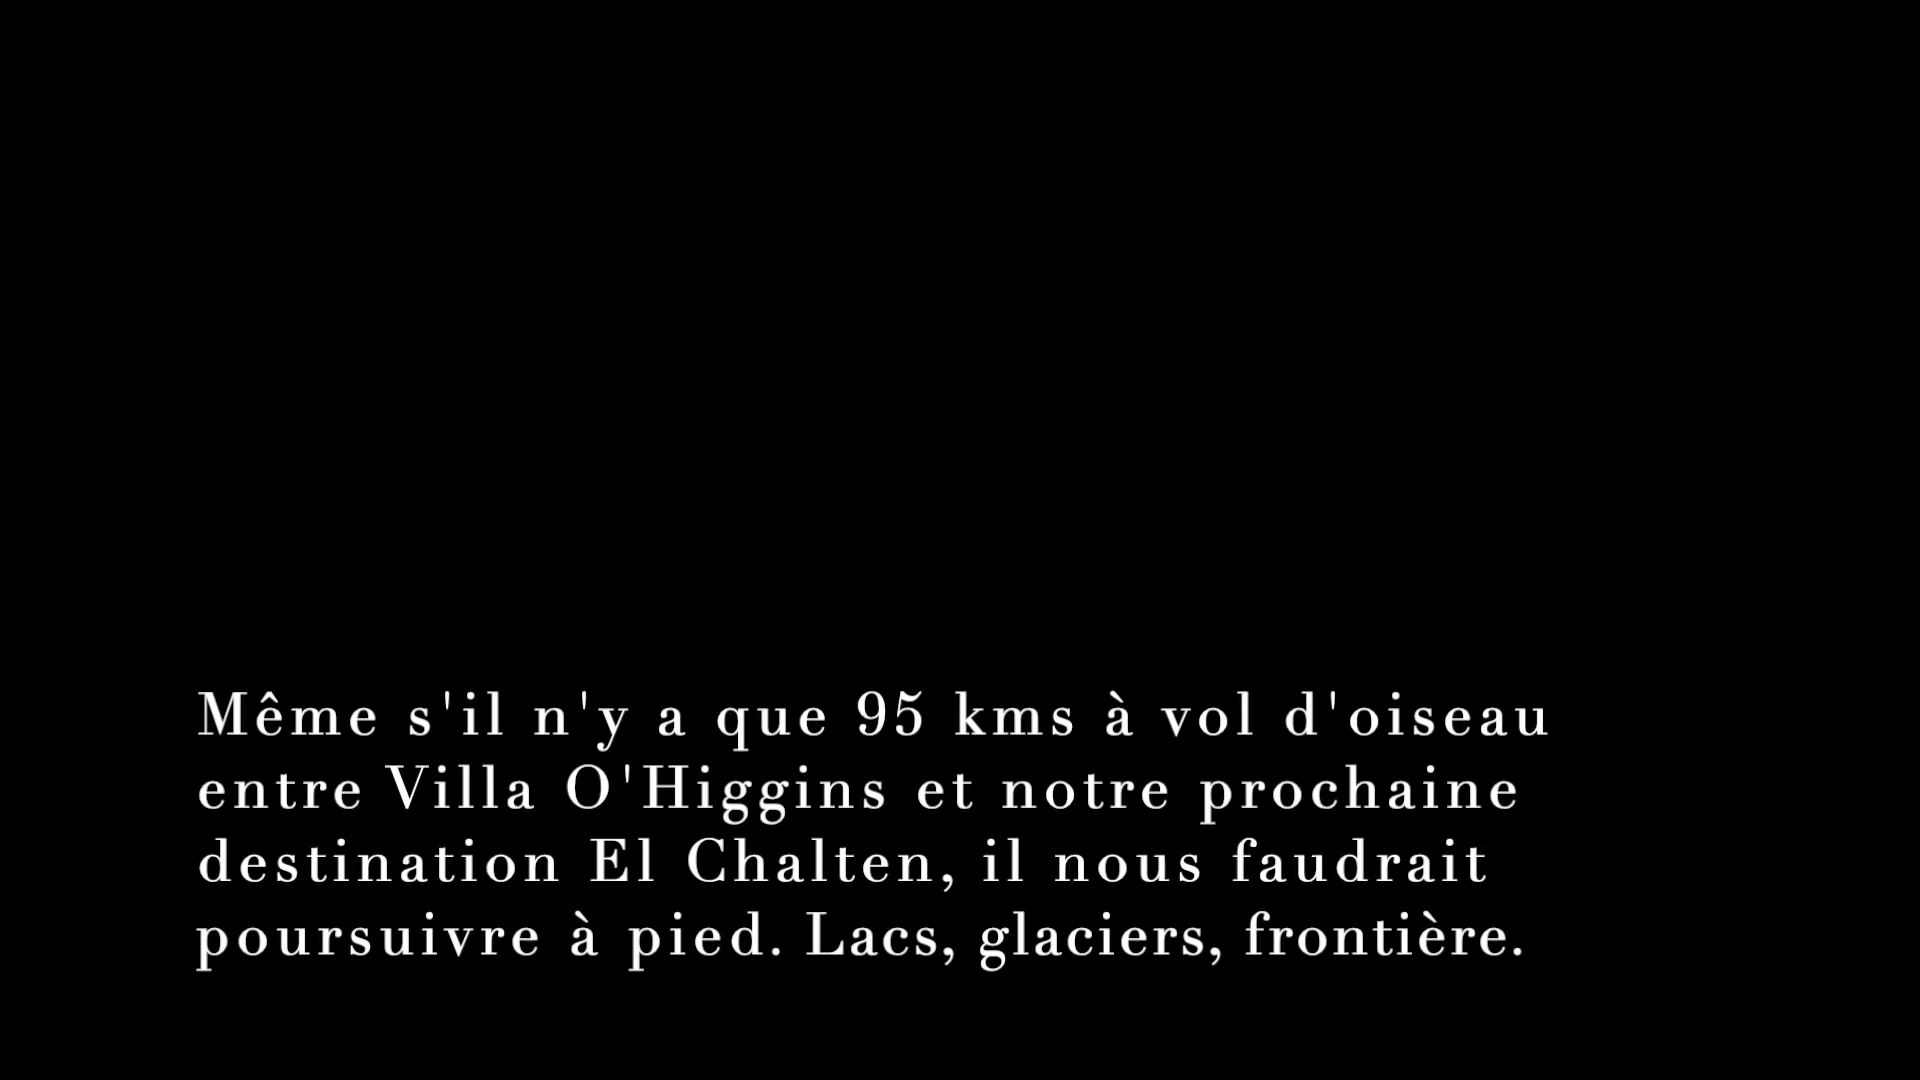 Même s'il n'y a que 95 kms à vol d'oiseau
entre Villa O'Higgins et notre prochaine
destination El Chalten, il nous faudrait
poursuivre à pied. Lacs, glaciers, frontière.